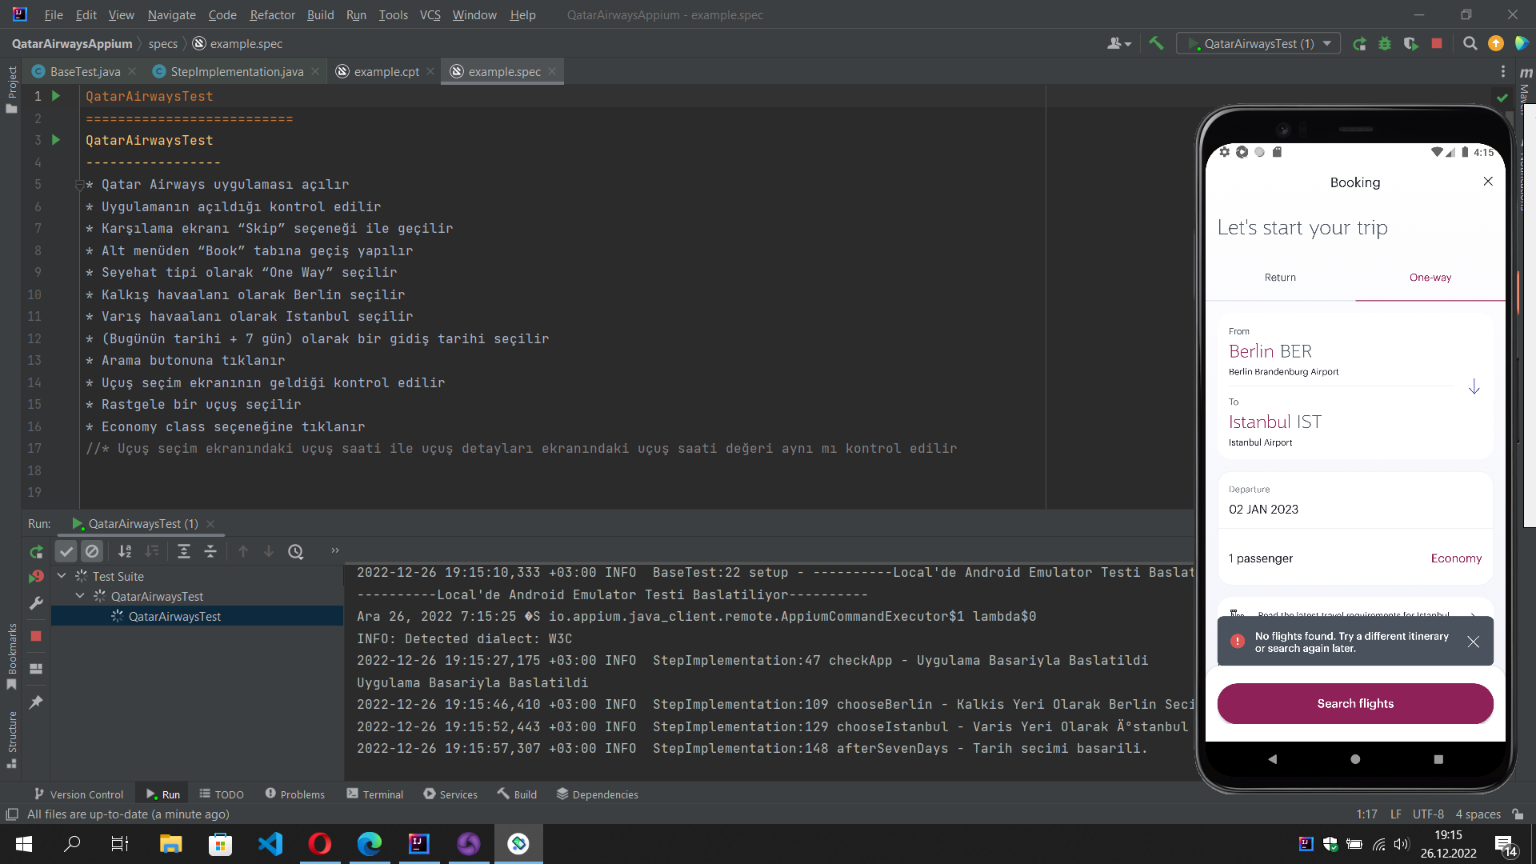 File Edit View Navigate Code Refactor Build Run Tools VCS Window Help QatarAirwaysAppium - example.spec
QatarAirwaysAppium specs example.spec
QatarAirwaysTest (1)
BaseTest.java StepImplementation.java example.cpt example.spec
Project
1 QatarAirwaysTest
2 ==========================
3 QatarAirwaysTest
4 -----------------
5 * Qatar Airways uygulaması açılır
6 * Uygulamanın açıldığı kontrol edilir
7 * Karşılama ekranı “Skip” seçeneği ile geçilir
8 * Alt menüden “Book” tabına geçiş yapılır
9 * Seyehat tipi olarak “One Way” seçilir
10 * Kalkış havaalanı olarak Berlin seçilir
11 * Varış havaalanı olarak Istanbul seçilir
12 * (Bugünün tarihi + 7 gün) olarak bir gidiş tarihi seçilir
13 * Arama butonuna tıklanır
14 * Uçuş seçim ekranının geldiği kontrol edilir
15 * Rastgele bir uçuş seçilir
16 * Economy class seçeneğine tıklanır
17 //* Uçuş seçim ekranındaki uçuş saati ile uçuş detayları ekranındaki uçuş saati değeri aynı mı kontrol edilir
18
19
Run: QatarAirwaysTest (1)
Test Suite
QatarAirwaysTest
QatarAirwaysTest
2022-12-26 19:15:10,333 +03:00 INFO BaseTest:22 setup - ----------Local'de Android Emulator Testi Baslat
----------Local'de Android Emulator Testi Baslatiliyor----------
Ara 26, 2022 7:15:25 �S io.appium.java_client.remote.AppiumCommandExecutor$1 lambda$0
INFO: Detected dialect: W3C
2022-12-26 19:15:27,175 +03:00 INFO StepImplementation:47 checkApp - Uygulama Basariyla Baslatildi
Uygulama Basariyla Baslatildi
2022-12-26 19:15:46,410 +03:00 INFO StepImplementation:109 chooseBerlin - Kalkis Yeri Olarak Berlin Seci
2022-12-26 19:15:52,443 +03:00 INFO StepImplementation:129 chooseIstanbul - Varis Yeri Olarak Ä°stanbul
2022-12-26 19:15:57,307 +03:00 INFO StepImplementation:148 afterSevenDays - Tarih secimi basarili.
Bookmarks
Structure
4:15
Booking
Let's start your trip
Return One-way
From
Berlin BER
Berlin Brandenburg Airport
To
Istanbul IST
Istanbul Airport
Departure
02 JAN 2023
1 passenger Economy
Read the latest travel requirements for Istanbul
No flights found. Try a different itinerary
or search again later.
Search flights
Version Control Run TODO Problems Terminal Services Build Dependencies
All files are up-to-date (a minute ago) 1:17 LF UTF-8 4 spaces
19:15
26.12.2022
14